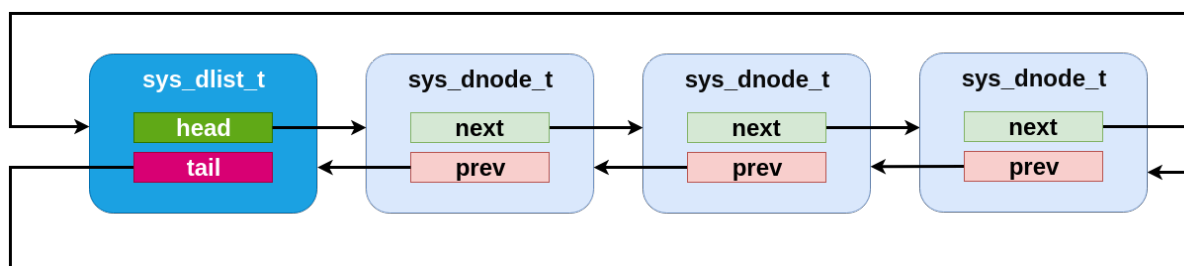 sys_dlist_t
head
tail
sys_dnode_t
next
prev
sys_dnode_t
next
prev
sys_dnode_t
next
prev